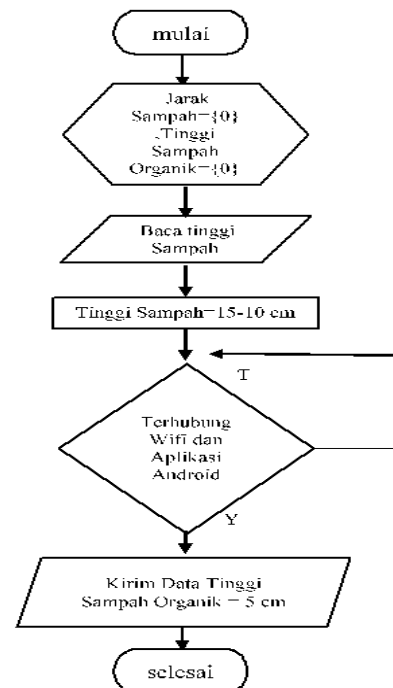 mulai
Jarak
Sampah={0}
,Tinggi
Sampah
Organik={0}
Baca tinggi
Sampah
Tinggi Sampah=15-10 cm
T
Terhubung
Wifi dan
Aplikasi
Android
Y
Kirim Data Tinggi
Sampah Organik = 5 cm
selesai